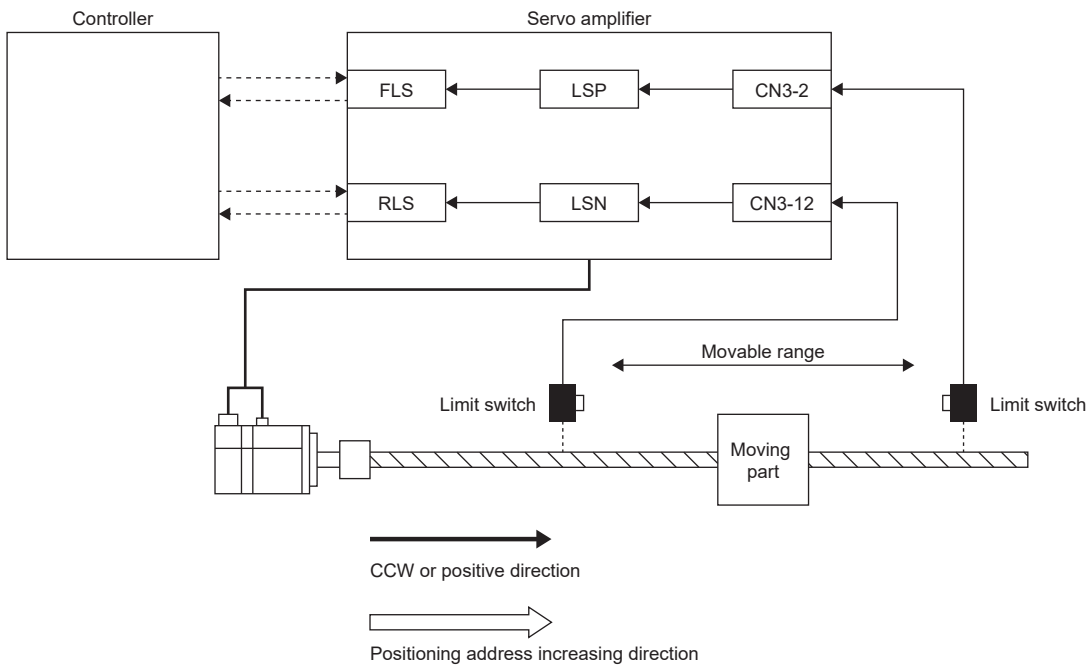 Controller
Servo amplifier
FLS
LSP
CN3-2
RLS
LSN
CN3-12
Movable range
Limit switch
Limit switch
Moving
part
CCW or positive direction
Positioning address increasing direction